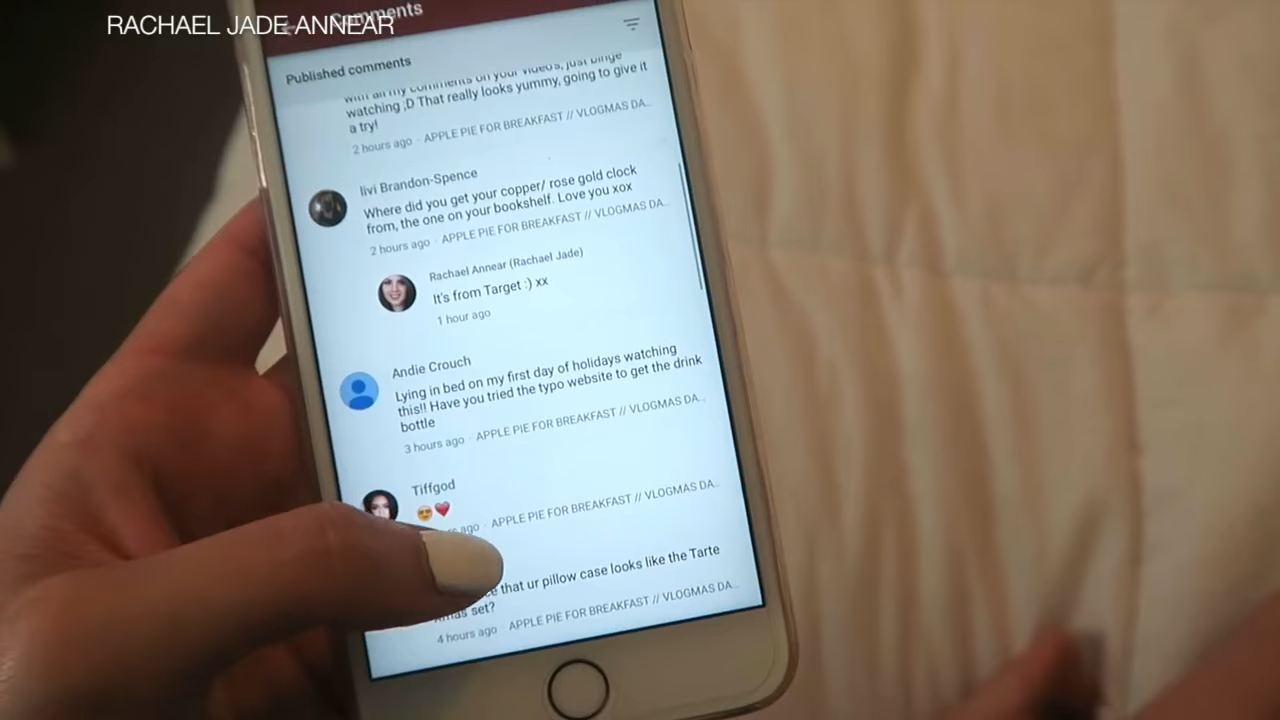 RACHAEL JADE ANNEAR
Comments
Published comments
with all my comments on your videos, just binge
watching ;D That really looks yummy, going to give it
a try!
2 hours ago · APPLE PIE FOR BREAKFAST // VLOGMAS DA...
livi Brandon-Spence
Where did you get your copper/ rose gold clock
from, the one on your bookshelf. Love you xox
2 hours ago · APPLE PIE FOR BREAKFAST // VLOGMAS DA...
Rachael Annear (Rachael Jade)
It's from Target :) xx
1 hour ago
Andie Crouch
Lying in bed on my first day of holidays watching
this!! Have you tried the typo website to get the drink
bottle
3 hours ago · APPLE PIE FOR BREAKFAST // VLOGMAS DA...
Tiffgod
😍❤️
ago · APPLE PIE FOR BREAKFAST // VLOGMAS DA...
that ur pillow case looks like the Tarte
set?
4 hours ago · APPLE PIE FOR BREAKFAST // VLOGMAS DA...